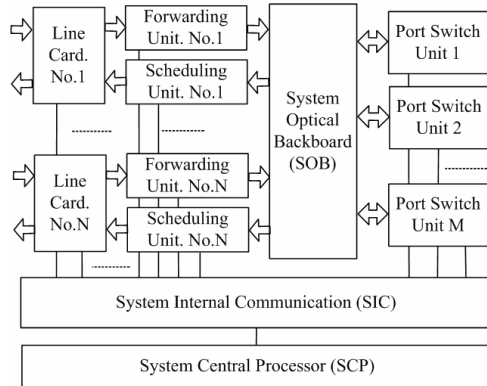 Line
Card.
No.1
Forwarding
Unit. No.1
Scheduling
Unit. No.1
System
Optical
Backboard
(SOB)
Port Switch
Unit 1
Port Switch
Unit 2
Line
Card.
No.N
Forwarding
Unit. No.N
Scheduling
Unit. No.N
Port Switch
Unit M
System Internal Communication (SIC)
System Central Processor (SCP)